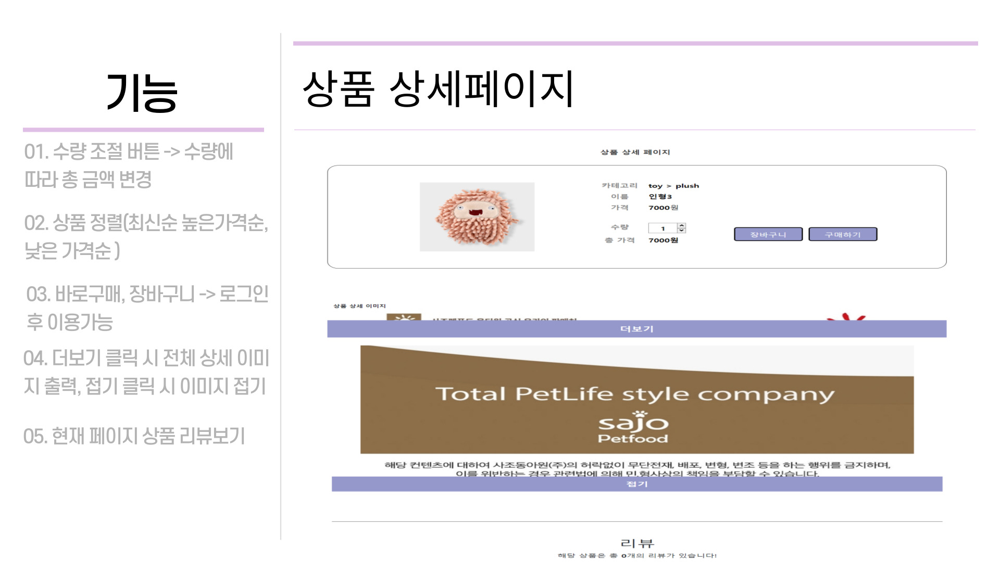 기능
01. 수량 조절 버튼 -> 수량에
따라 총 금액 변경
02. 상품 정렬(최신순 높은가격순,
낮은 가격순 )
03. 바로구매, 장바구니 -> 로그인
후 이용가능
04. 더보기 클릭 시 전체 상세 이미
지 출력, 접기 클릭 시 이미지 접기
05. 현재 페이지 상품 리뷰보기
상품 상세페이지
상품 상세 페이지
카테고리 toy > plush
이름 인형3
가격 7000원
수량 1
총 가격 7000원
장바구니 구매하기
상품 상세 이미지
더보기
Total PetLife style company
sajo
Petfood
해당 컨텐츠에 대하여 사조동아원(주)의 허락없이 무단전재, 배포, 변형, 변조 등을 하는 행위를 금지하며,
이를 위반하는 경우 관련법에 의해 민.형사상의 책임을 부담할 수 있습니다.
접기
리뷰
해당 상품은 총 0개의 리뷰가 있습니다!